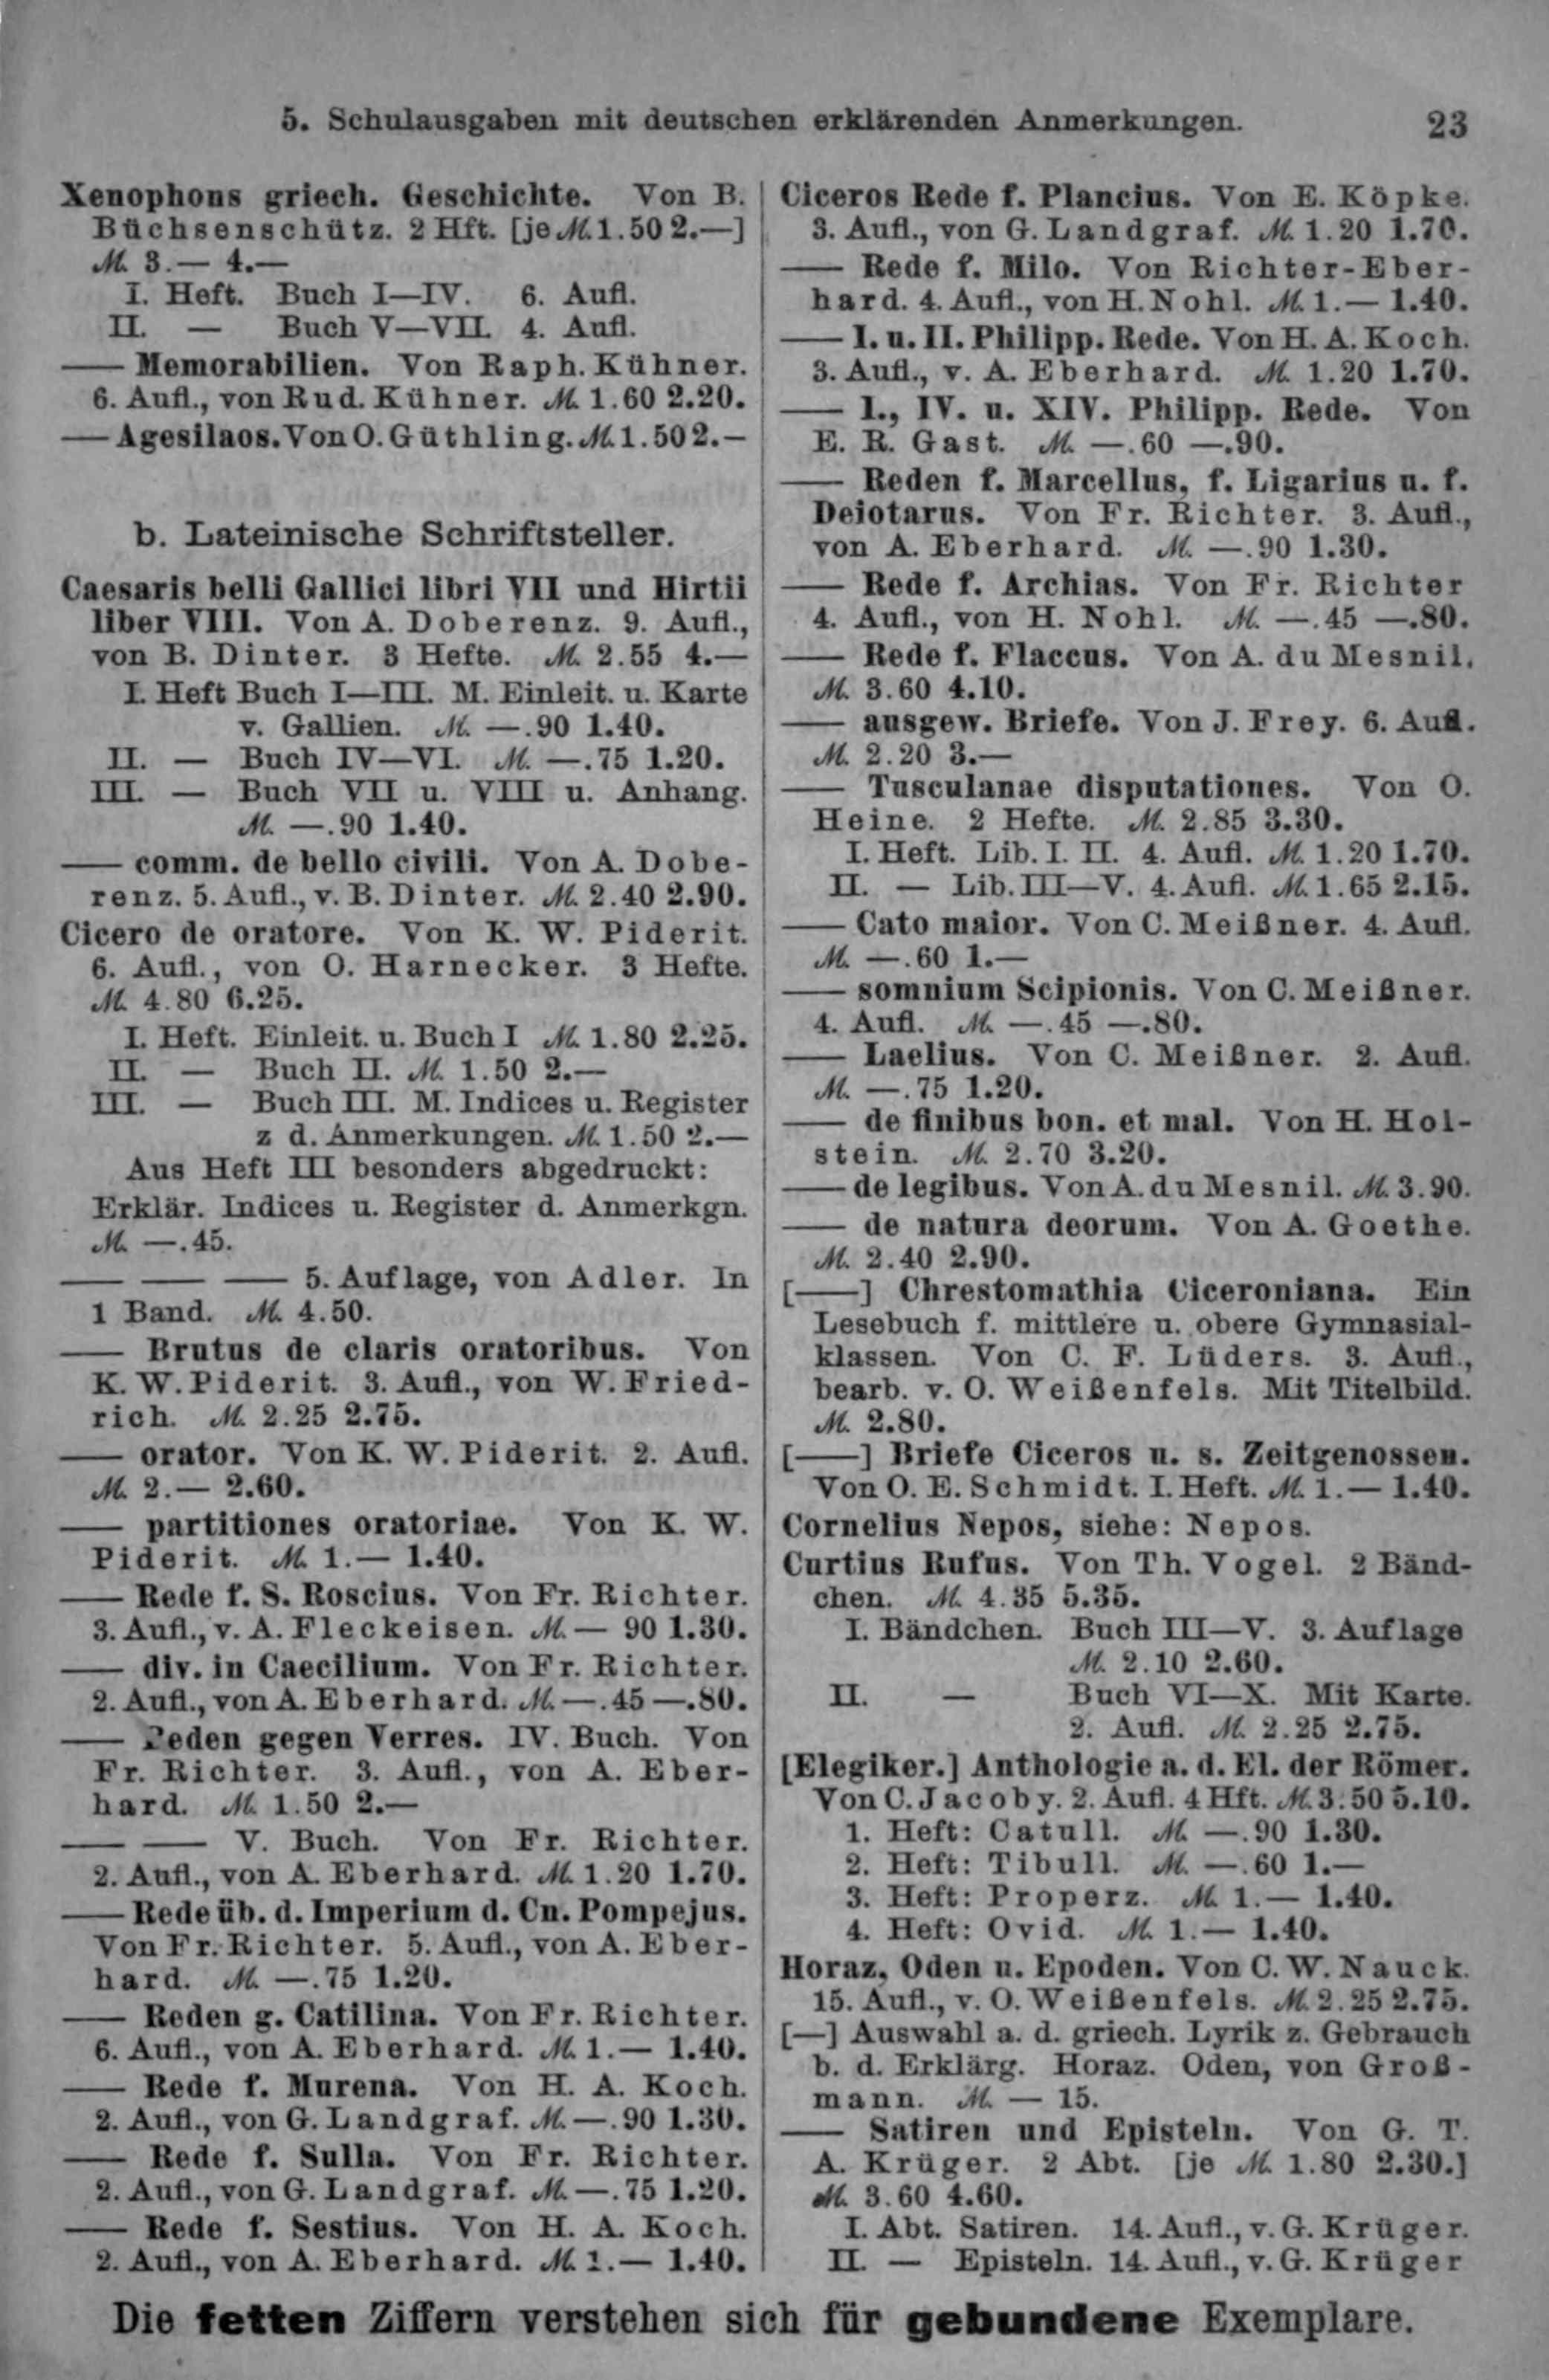 5. Schulausgaben mit deutschen erklärenden Anmerkungen. 23
Xenophons griech. Geschichte. Von B.
Büchsenschütz. 2 Hft. [je ℳ. 1.50 2.—]
ℳ. 3.— 4.—
I. Heft. Buch I—IV. 6. Aufl.
II. — Buch V—VII. 4. Aufl.
—— Memorabilien. Von Raph. Kühner.
6. Aufl., von Rud. Kühner. ℳ. 1.60 2.20.
—— Agesilaos. Von O. Güthling. ℳ. 1.50 2.—
b. Lateinische Schriftsteller.
Caesaris belli Gallici libri VII und Hirtii
liber VIII. Von A. Doberenz. 9. Aufl.,
von B. Dinter. 3 Hefte. ℳ. 2.55 4.—
I. Heft Buch I—III. M. Einleit. u. Karte
v. Gallien. ℳ. —.90 1.40.
II. — Buch IV—VI. ℳ. —.75 1.20.
III. — Buch VII u. VIII u. Anhang.
ℳ. —.90 1.40.
—— comm. de bello civili. Von A. Dobe-
renz. 5. Aufl., v. B. Dinter. ℳ. 2.40 2.90.
Cicero de oratore. Von K. W. Piderit.
6. Aufl., von O. Harnecker. 3 Hefte.
ℳ. 4.80 6.25.
I. Heft. Einleit. u. Buch I ℳ. 1.80 2.25.
II. — Buch II. ℳ. 1.50 2.—
III. — Buch III. M. Indices u. Register
z d. Anmerkungen. ℳ. 1.50 2.—
Aus Heft III besonders abgedruckt:
Erklär. Indices u. Register d. Anmerkgn.
ℳ. —.45.
—— —— —— 5. Auflage, von Adler. In
1 Band. ℳ. 4.50.
—— Brutus de claris oratoribus. Von
K. W. Piderit. 3. Aufl., von W. Fried-
rich. ℳ. 2.25 2.75.
—— orator. Von K. W. Piderit. 2. Aufl.
ℳ. 2.— 2.60.
—— partitiones oratoriae. Von K. W.
Piderit. ℳ. 1.— 1.40.
—— Rede f. S. Roscius. Von Fr. Richter.
3. Aufl., v. A. Fleckeisen. ℳ. — 90 1.30.
—— div. in Caecilium. Von Fr. Richter.
2. Aufl., von A. Eberhard. ℳ. —.45 —.80.
—— Reden gegen Verres. IV. Buch. Von
Fr. Richter. 3. Aufl., von A. Eber-
hard. ℳ. 1.50 2.—
—— —— V. Buch. Von Fr. Richter.
2. Aufl., von A. Eberhard. ℳ. 1.20 1.70.
—— Rede üb. d. Imperium d. Cn. Pompejus.
Von Fr. Richter. 5. Aufl., von A. Eber-
hard. ℳ. —.75 1.20.
—— Reden g. Catilina. Von Fr. Richter.
6. Aufl., von A. Eberhard. ℳ. 1.— 1.40.
—— Rede f. Murena. Von H. A. Koch.
2. Aufl., von G. Landgraf. ℳ. —.90 1.30.
—— Rede f. Sulla. Von Fr. Richter.
2. Aufl., von G. Landgraf. ℳ. —.75 1.20.
—— Rede f. Sestius. Von H. A. Koch.
2. Aufl., von A. Eberhard. ℳ. 1.— 1.40.
Ciceros Rede f. Plancius. Von E. Köpke.
3. Aufl., von G. Landgraf. ℳ. 1.20 1.70.
—— Rede f. Milo. Von Richter-Eber-
hard. 4. Aufl., von H. Nohl. ℳ. 1.— 1.40.
—— I. u. II. Philipp. Rede. Von H. A. Koch.
3. Aufl., v. A. Eberhard. ℳ. 1.20 1.70.
—— I., IV. u. XIV. Philipp. Rede. Von
E. R. Gast. ℳ. —.60 —.90.
—— Reden f. Marcellus, f. Ligarius u. f.
Deiotarus. Von Fr. Richter. 3. Aufl.,
von A. Eberhard. ℳ. —.90 1.30.
—— Rede f. Archias. Von Fr. Richter
4. Aufl., von H. Nohl. ℳ. —.45 —.80.
—— Rede f. Flaccus. Von A. du Mesnil.
ℳ. 3.60 4.10.
—— ausgew. Briefe. Von J. Frey. 6. Aufl.
ℳ. 2.20 3.—
—— Tusculanae disputationes. Von O.
Heine. 2 Hefte. ℳ. 2.85 3.30.
I. Heft. Lib. I. II. 4. Aufl. ℳ. 1.20 1.70.
II. — Lib. III—V. 4. Aufl. ℳ. 1.65 2.15.
—— Cato maior. Von C. Meißner. 4. Aufl.
ℳ. —.60 1.—
—— somnium Scipionis. Von C. Meißner.
4. Aufl. ℳ. —.45 —.80.
—— Laelius. Von C. Meißner. 2. Aufl.
ℳ. —.75 1.20.
—— de finibus bon. et mal. Von H. Hol-
stein. ℳ. 2.70 3.20.
—— de legibus. Von A. du Mesnil. ℳ. 3.90.
—— de natura deorum. Von A. Goethe.
ℳ. 2.40 2.90.
[——] Chrestomathia Ciceroniana. Ein
Lesebuch f. mittlere u. obere Gymnasial-
klassen. Von C. F. Lüders. 3. Aufl.,
bearb. v. O. Weißenfels. Mit Titelbild.
ℳ. 2.80.
[——] Briefe Ciceros u. s. Zeitgenossen.
Von O. E. Schmidt. I. Heft. ℳ. 1.— 1.40.
Cornelius Nepos, siehe: Nepos.
Curtius Rufus. Von Th. Vogel. 2 Bänd-
chen. ℳ. 4.35 5.35.
I. Bändchen. Buch III—V. 3. Auflage
ℳ. 2.10 2.60.
II. — Buch VI—X. Mit Karte.
2. Aufl. ℳ. 2.25 2.75.
[Elegiker.] Anthologie a. d. El. der Römer.
Von C. Jacoby. 2. Aufl. 4 Hft. ℳ. 3.50 5.10.
1. Heft: Catull. ℳ. —.90 1.30.
2. Heft: Tibull. ℳ. —.60 1.—
3. Heft: Properz. ℳ. 1.— 1.40.
4. Heft: Ovid. ℳ. 1.— 1.40.
Horaz, Oden u. Epoden. Von C. W. Nauck.
15. Aufl., v. O. Weißenfels. ℳ. 2.25 2.75.
[—] Auswahl a. d. griech. Lyrik z. Gebrauch
b. d. Erklärg. Horaz. Oden, von Groß-
mann. ℳ. — 15.
—— Satiren und Episteln. Von G. T.
A. Krüger. 2 Abt. [je ℳ. 1.80 2.30.]
ℳ. 3.60 4.60.
I. Abt. Satiren. 14. Aufl., v. G. Krüger.
II. — Episteln. 14. Aufl., v. G. Krüger
Die fetten Ziffern verstehen sich für gebundene Exemplare.